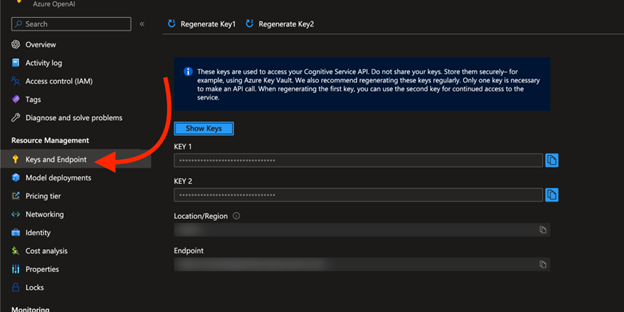 Azure OpenAI
Search
Regenerate Key1
Regenerate Key2
Overview
Activity log
Access control (IAM)
Tags
Diagnose and solve problems
Resource Management
Keys and Endpoint
Model deployments
Pricing tier
Networking
Identity
Cost analysis
Properties
Locks
Monitoring
These keys are used to access your Cognitive Service API. Do not share your keys. Store them securely– for
example, using Azure Key Vault. We also recommend regenerating these keys regularly. Only one key is necessary
to make an API call. When regenerating the first key, you can use the second key for continued access to the
service.
Show Keys
KEY 1
KEY 2
Location/Region
Endpoint